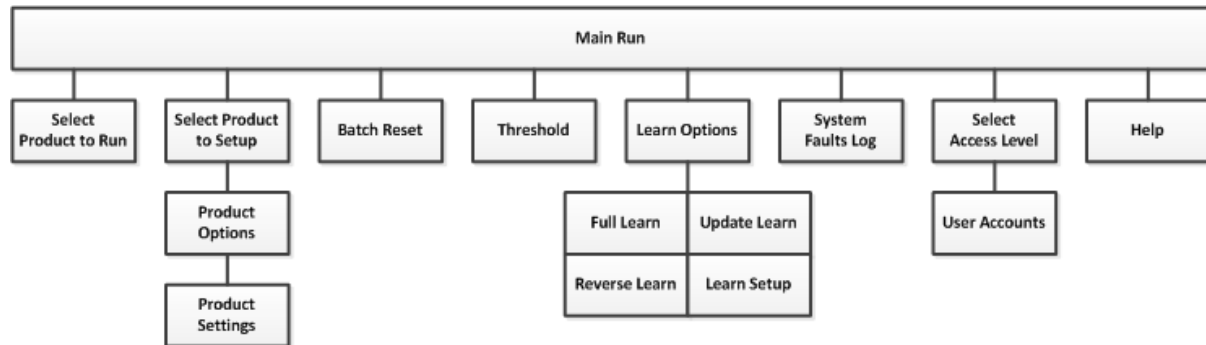 Main Run
Select
Product to Run
Select Product
to Setup
Batch Reset
Threshold
Learn Options
System
Faults Log
Select
Access Level
Help
Product
Options
Full Learn
Update Learn
User Accounts
Reverse Learn
Learn Setup
Product
Settings